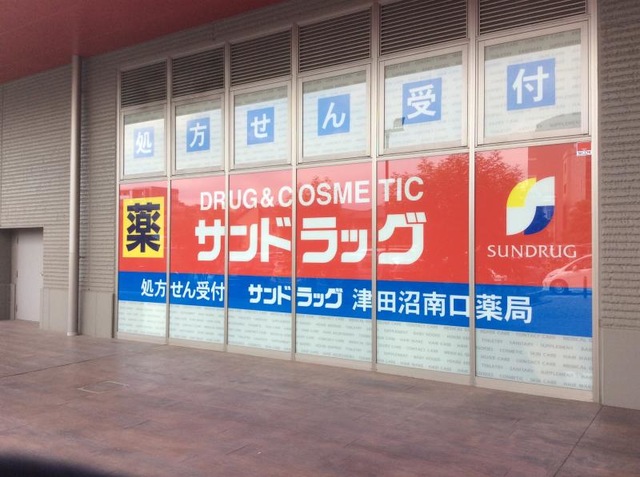 処方せん受付
DRUG & COSMETIC
薬 サンドラッグ
SUNDRUG
処方せん受付 サンドラッグ 津田沼南口薬局